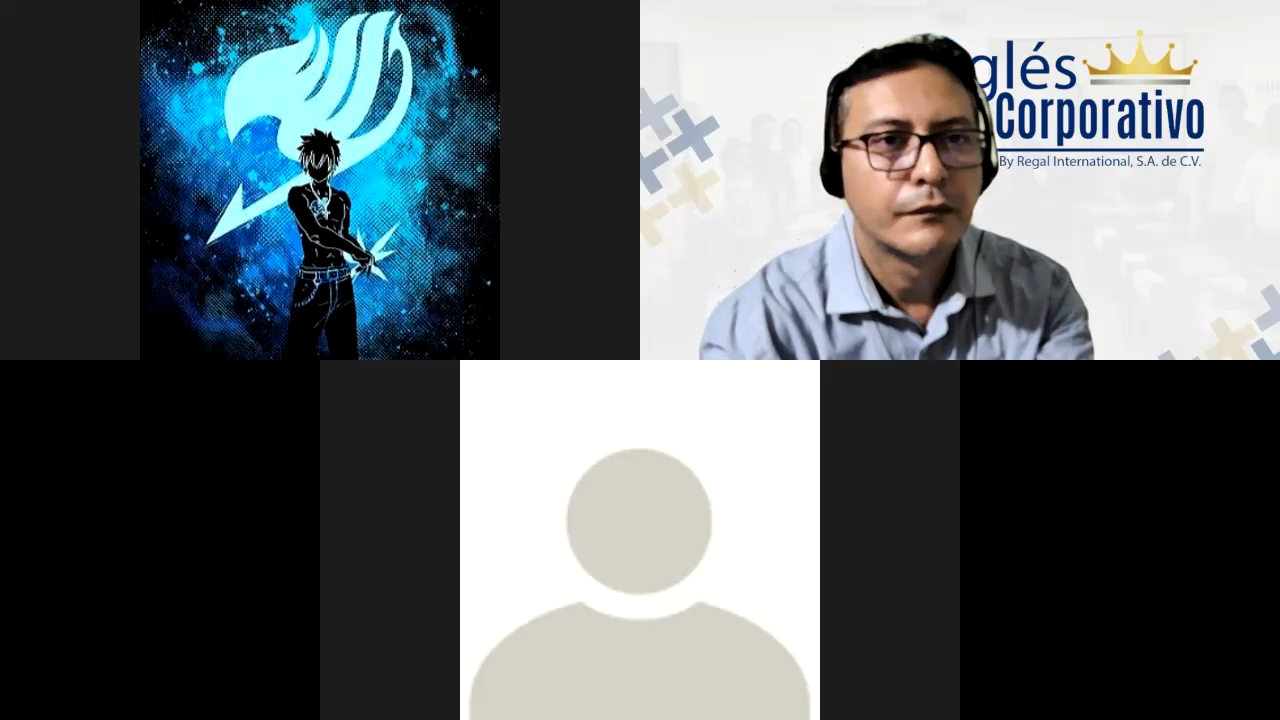 glés
Corporativo
By Regal International, S.A. de C.V.